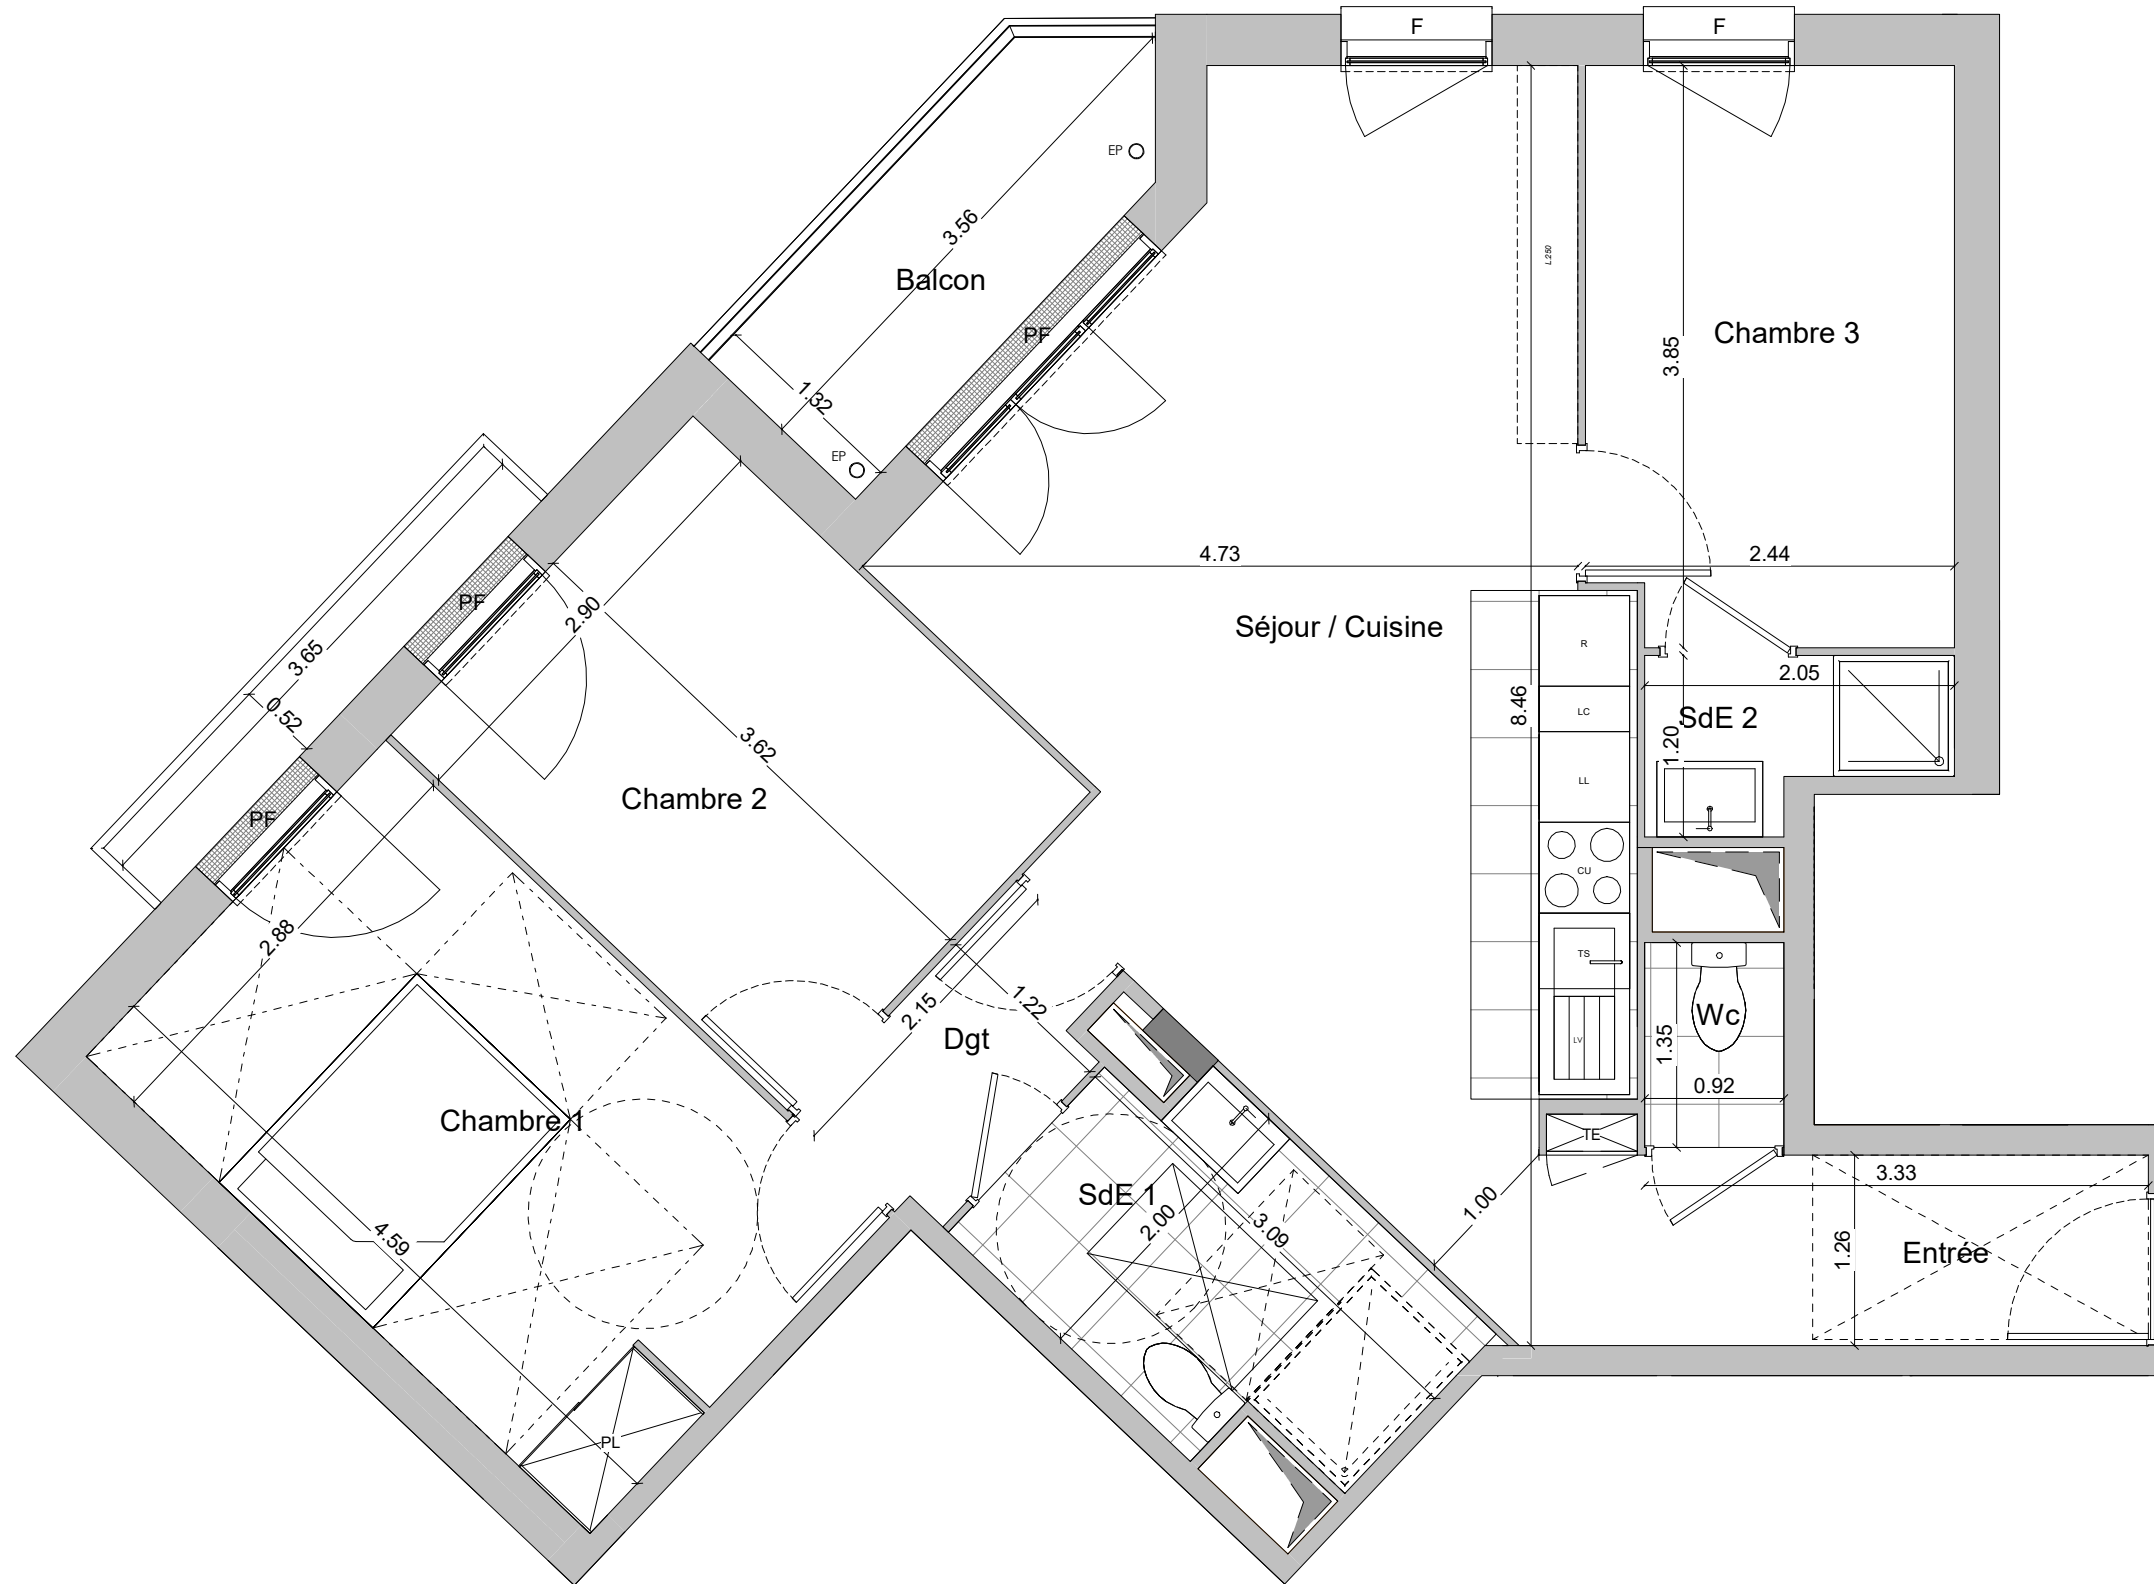 F
F
EP
3.56
Balcon
PF
L.250
Chambre 3
3.85
1.32
EP
4.73
2.44
PF
2.90
Séjour / Cuisine
R
3.65
2.05
0.52
8.46
LC
SdE 2
3.62
1.20
LL
Chambre 2
PF
CU
2.88
TS
2.15
1.22
Dgt
Wc
LV
1.35
0.92
Chambre 1
TE
3.33
SdE 1
1.00
2.00
3.09
4.59
1.26
Entrée
PL